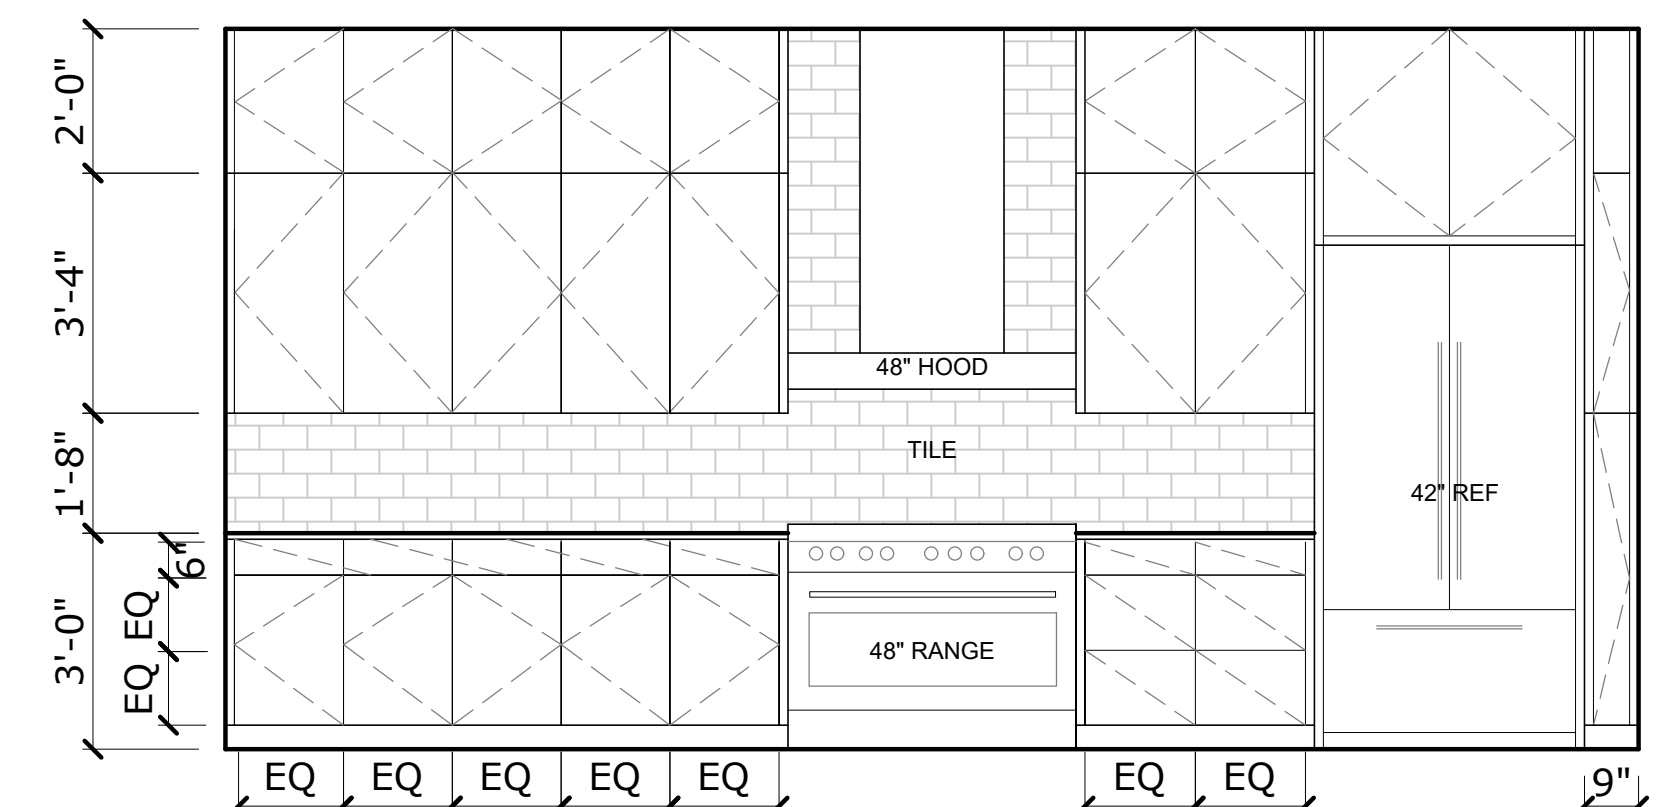 2'-0"
3'-4"
48" HOOD
1'-8"
TILE
42" REF
6"
3'-0"
EQ
EQ
48" RANGE
EQ EQ EQ EQ EQ EQ EQ 9"